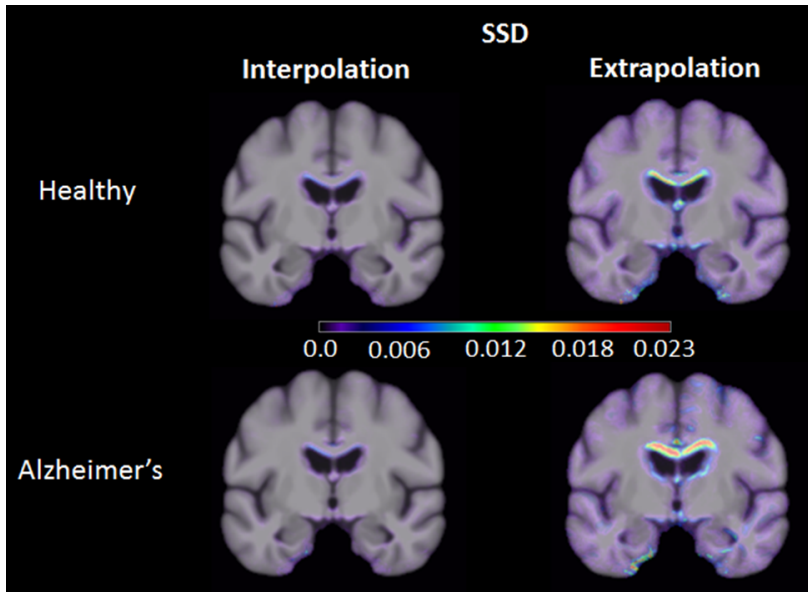 SSD
Interpolation Extrapolation
Healthy
0.0 0.006 0.012 0.018 0.023
Alzheimer's